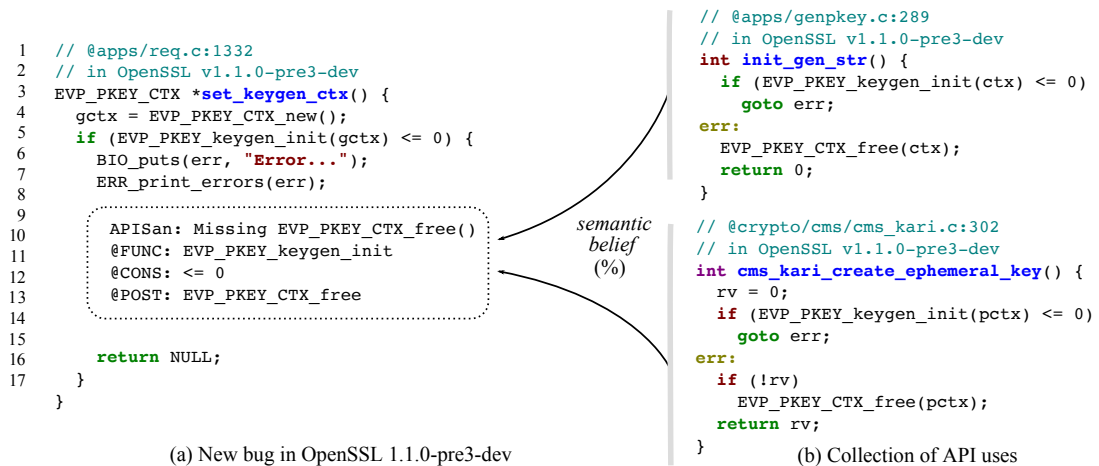 1 // @apps/req.c:1332
2 // in OpenSSL v1.1.0-pre3-dev
3 EVP_PKEY_CTX *set_keygen_ctx() {
4 gctx = EVP_PKEY_CTX_new();
5 if (EVP_PKEY_keygen_init(gctx) <= 0) {
6 BIO_puts(err, "Error...");
7 ERR_print_errors(err);
8
9
10 APISan: Missing EVP_PKEY_CTX_free()
11 @FUNC: EVP_PKEY_keygen_init
12 @CONS: <= 0
13 @POST: EVP_PKEY_CTX_free
14
15
16 return NULL;
17 }
}
(a) New bug in OpenSSL 1.1.0-pre3-dev
semantic
belief
(%)
// @apps/genpkey.c:289
// in OpenSSL v1.1.0-pre3-dev
int init_gen_str() {
if (EVP_PKEY_keygen_init(ctx) <= 0)
goto err;
err:
EVP_PKEY_CTX_free(ctx);
return 0;
}
// @crypto/cms/cms_kari.c:302
// in OpenSSL v1.1.0-pre3-dev
int cms_kari_create_ephemeral_key() {
rv = 0;
if (EVP_PKEY_keygen_init(pctx) <= 0)
goto err;
err:
if (!rv)
EVP_PKEY_CTX_free(pctx);
return rv;
}
(b) Collection of API uses